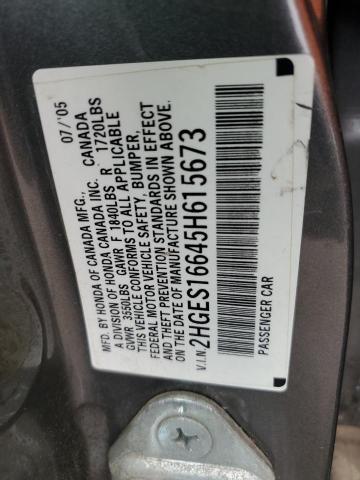 MFD. BY HONDA OF CANADA MFG., 07/'05
A DIVISION OF HONDA CANADA INC. CANADA
GVWR 3550LBS GAWR F 1840LBS R 1720LBS
THIS VEHICLE CONFORMS TO ALL APPLICABLE
FEDERAL MOTOR VEHICLE SAFETY, BUMPER,
AND THEFT PREVENTION STANDARDS IN EFFECT
ON THE DATE OF MANUFACTURE SHOWN ABOVE.
V.I.N. 2HGES16645H615673
PASSENGER CAR